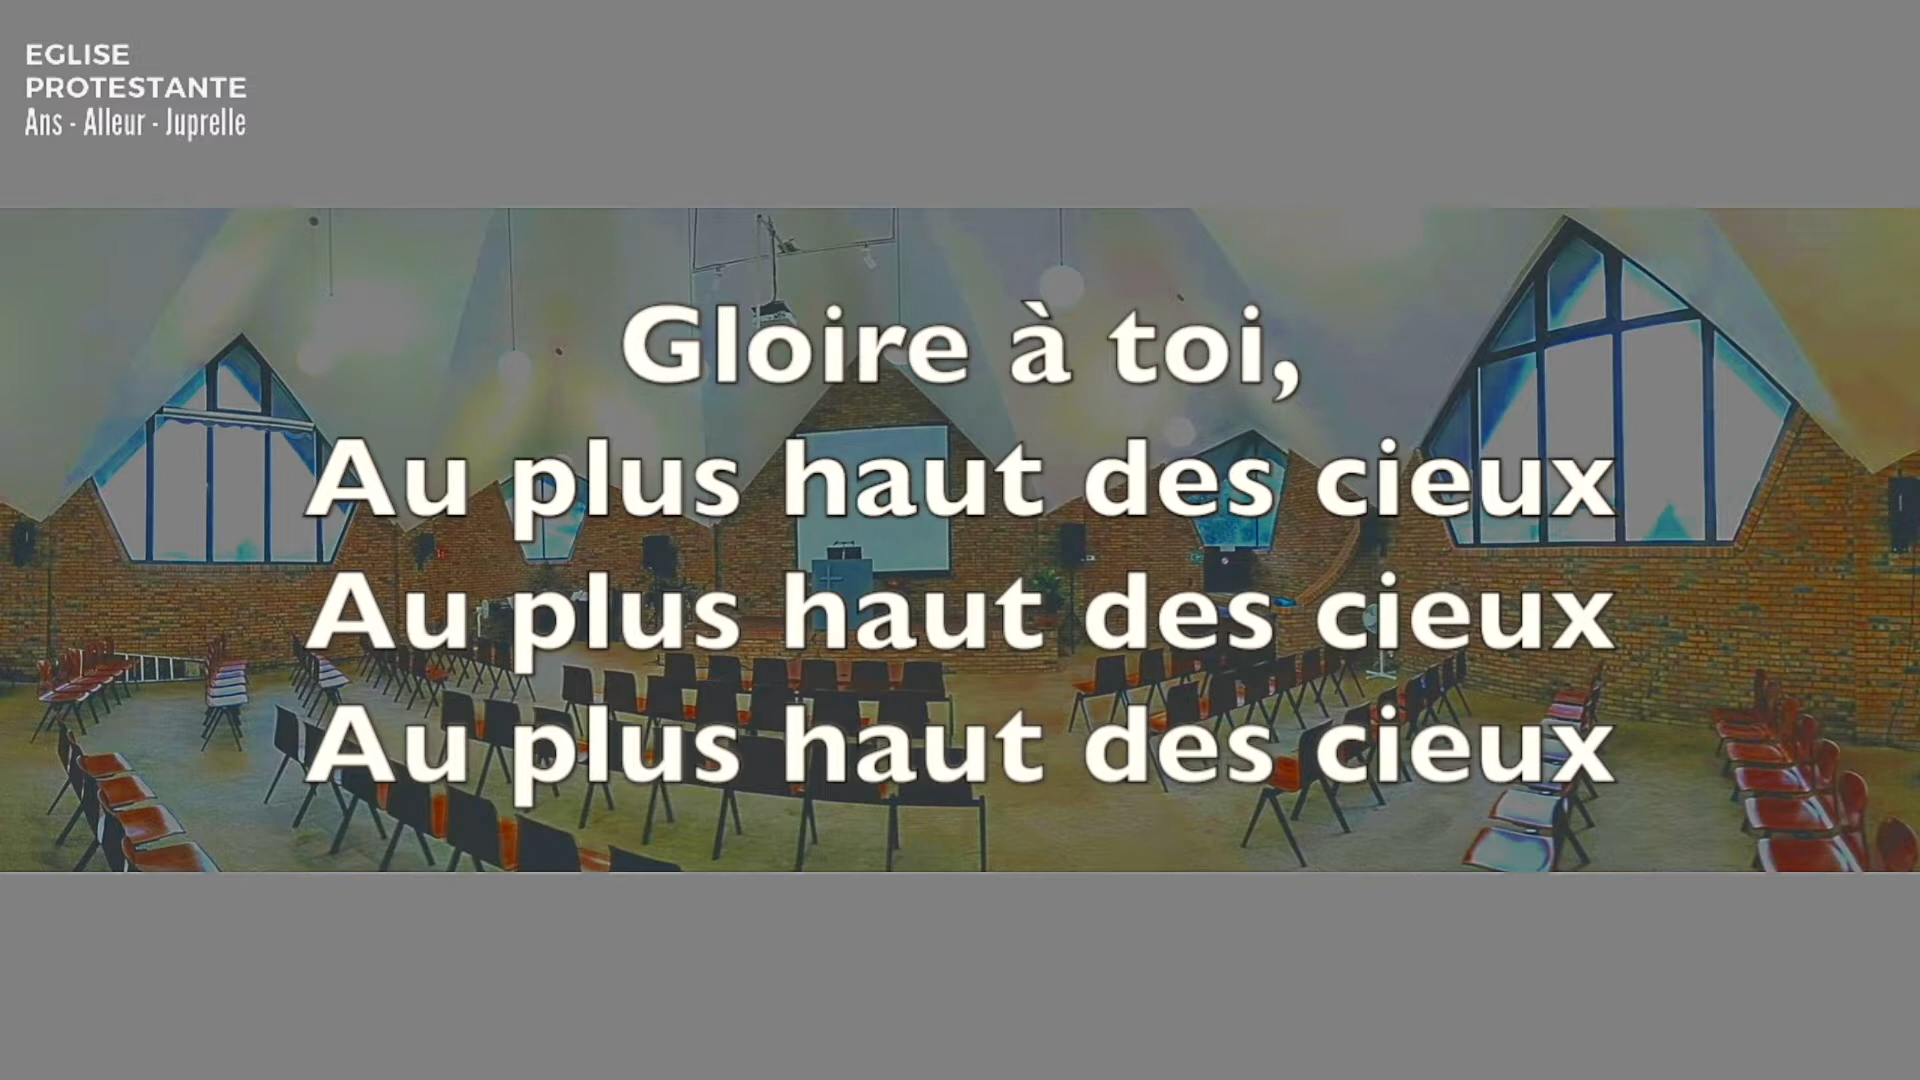 EGLISE
PROTESTANTE
Ans - Alleur - Juprelle
Gloire à toi,
Au plus haut des cieux
Au plus haut des cieux
Au plus haut des cieux